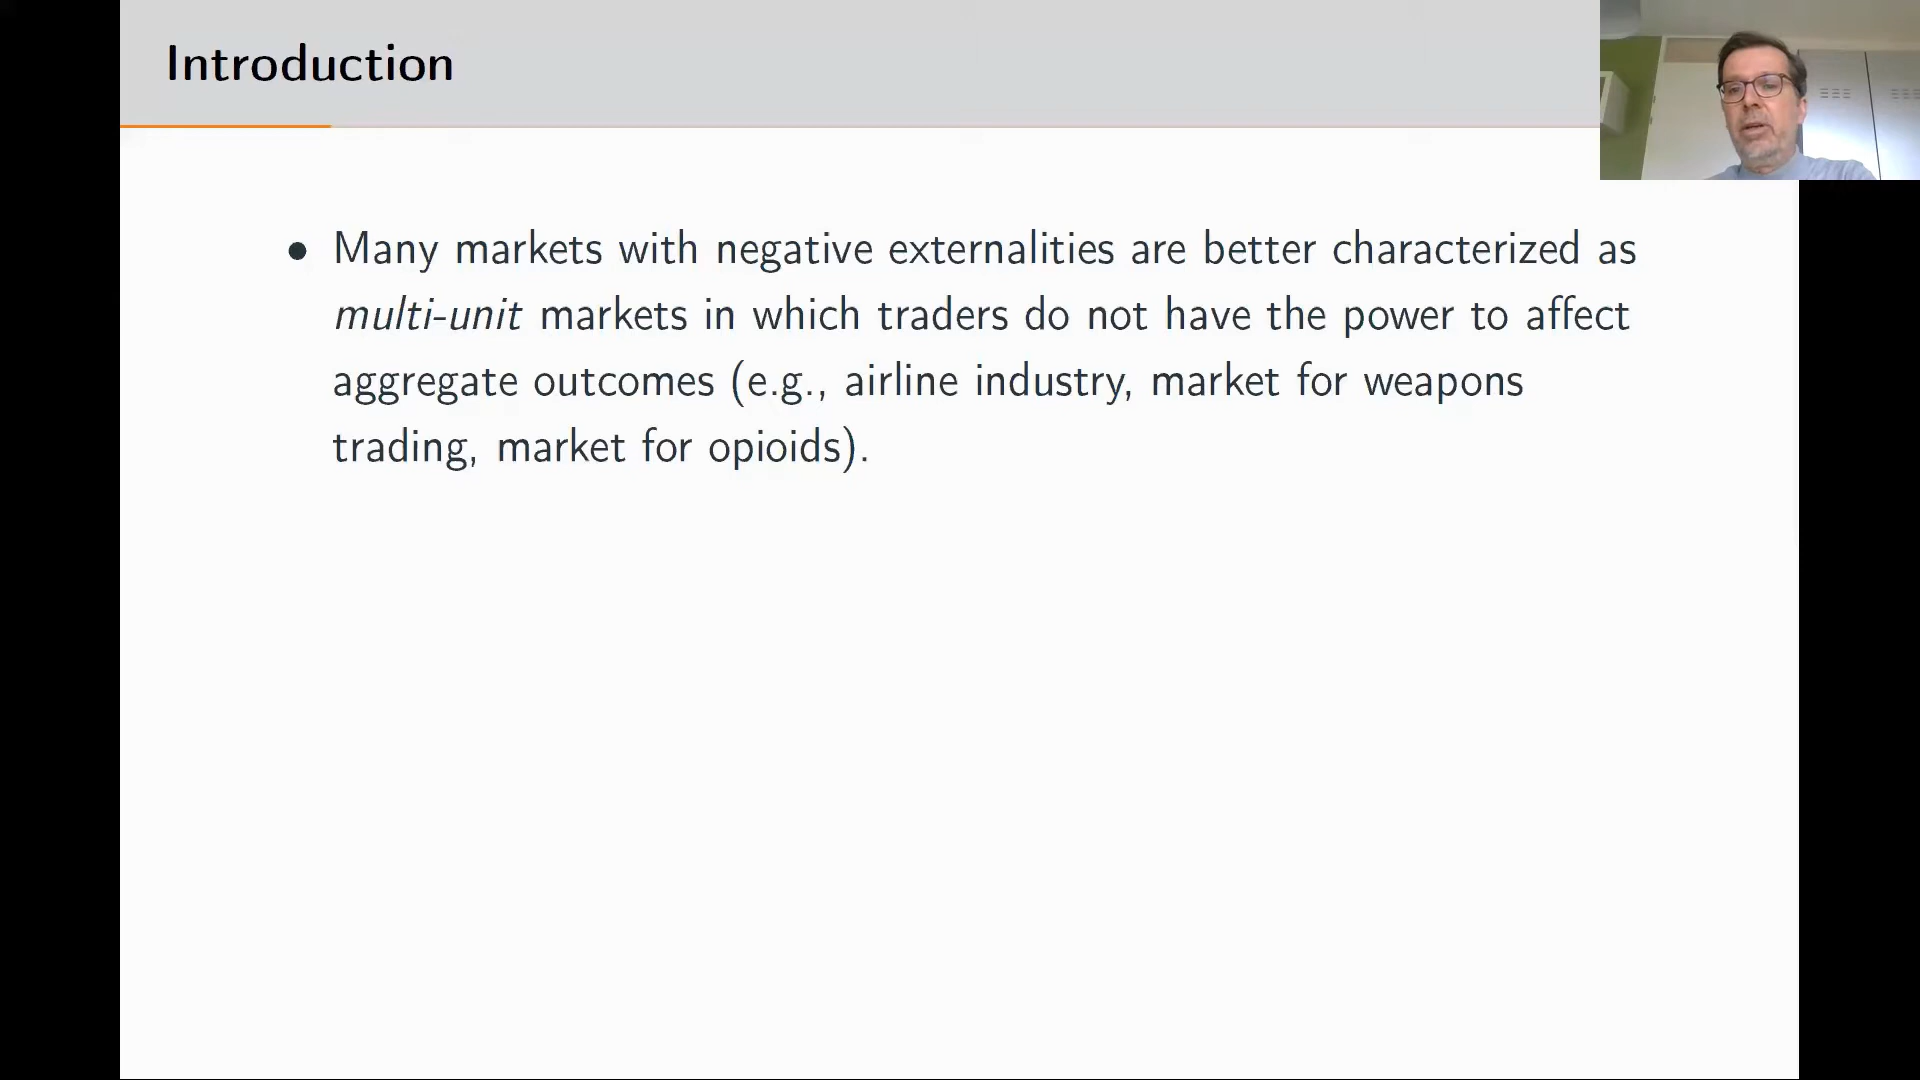 Introduction
• Many markets with negative externalities are better characterized as
multi-unit markets in which traders do not have the power to affect
aggregate outcomes (e.g., airline industry, market for weapons
trading, market for opioids).